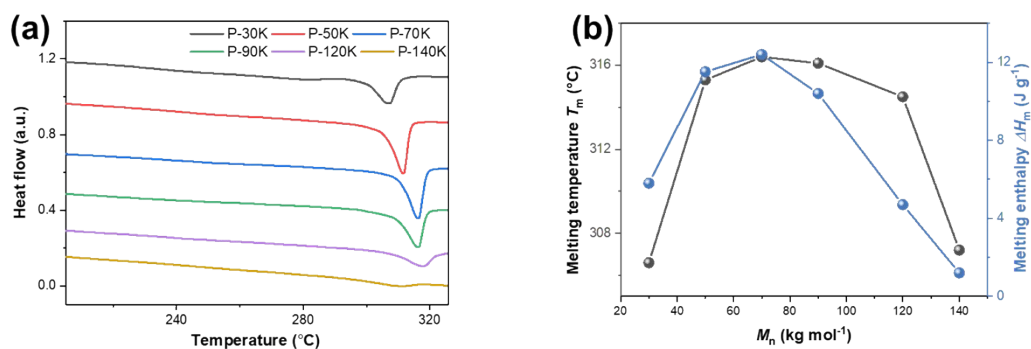 (a)
P-30K P-50K P-70K
P-90K P-120K P-140K
1.2
0.8
0.4
0.0
Heat flow (a.u.)
240 280 320
Temperature (°C)
(b)
316
312
308
Melting temperature Tm (°C)
12
8
4
0
Melting enthalpy ΔHm (J g-1)
20 40 60 80 100 120 140
Mn (kg mol-1)